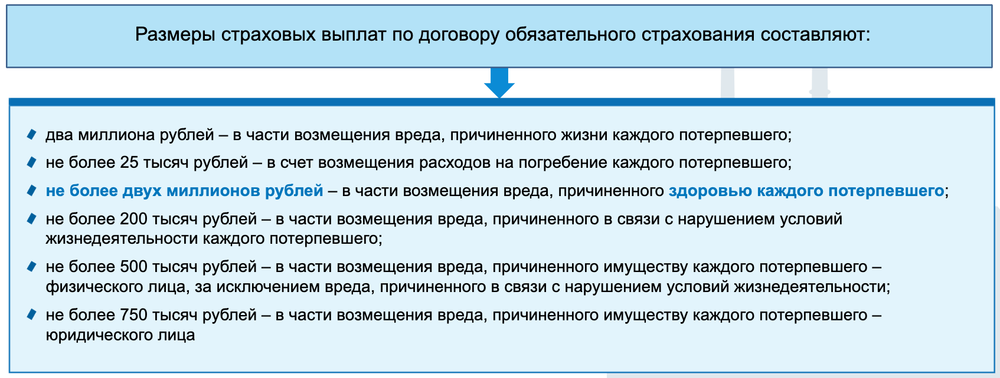 Размеры страховых выплат по договору обязательного страхования составляют:
два миллиона рублей – в части возмещения вреда, причиненного жизни каждого потерпевшего;
не более 25 тысяч рублей – в счет возмещения расходов на погребение каждого потерпевшего;
не более двух миллионов рублей – в части возмещения вреда, причиненного здоровью каждого потерпевшего;
не более 200 тысяч рублей – в части возмещения вреда, причиненного в связи с нарушением условий
жизнедеятельности каждого потерпевшего;
не более 500 тысяч рублей – в части возмещения вреда, причиненного имуществу каждого потерпевшего –
физического лица, за исключением вреда, причиненного в связи с нарушением условий жизнедеятельности;
не более 750 тысяч рублей – в части возмещения вреда, причиненного имуществу каждого потерпевшего –
юридического лица